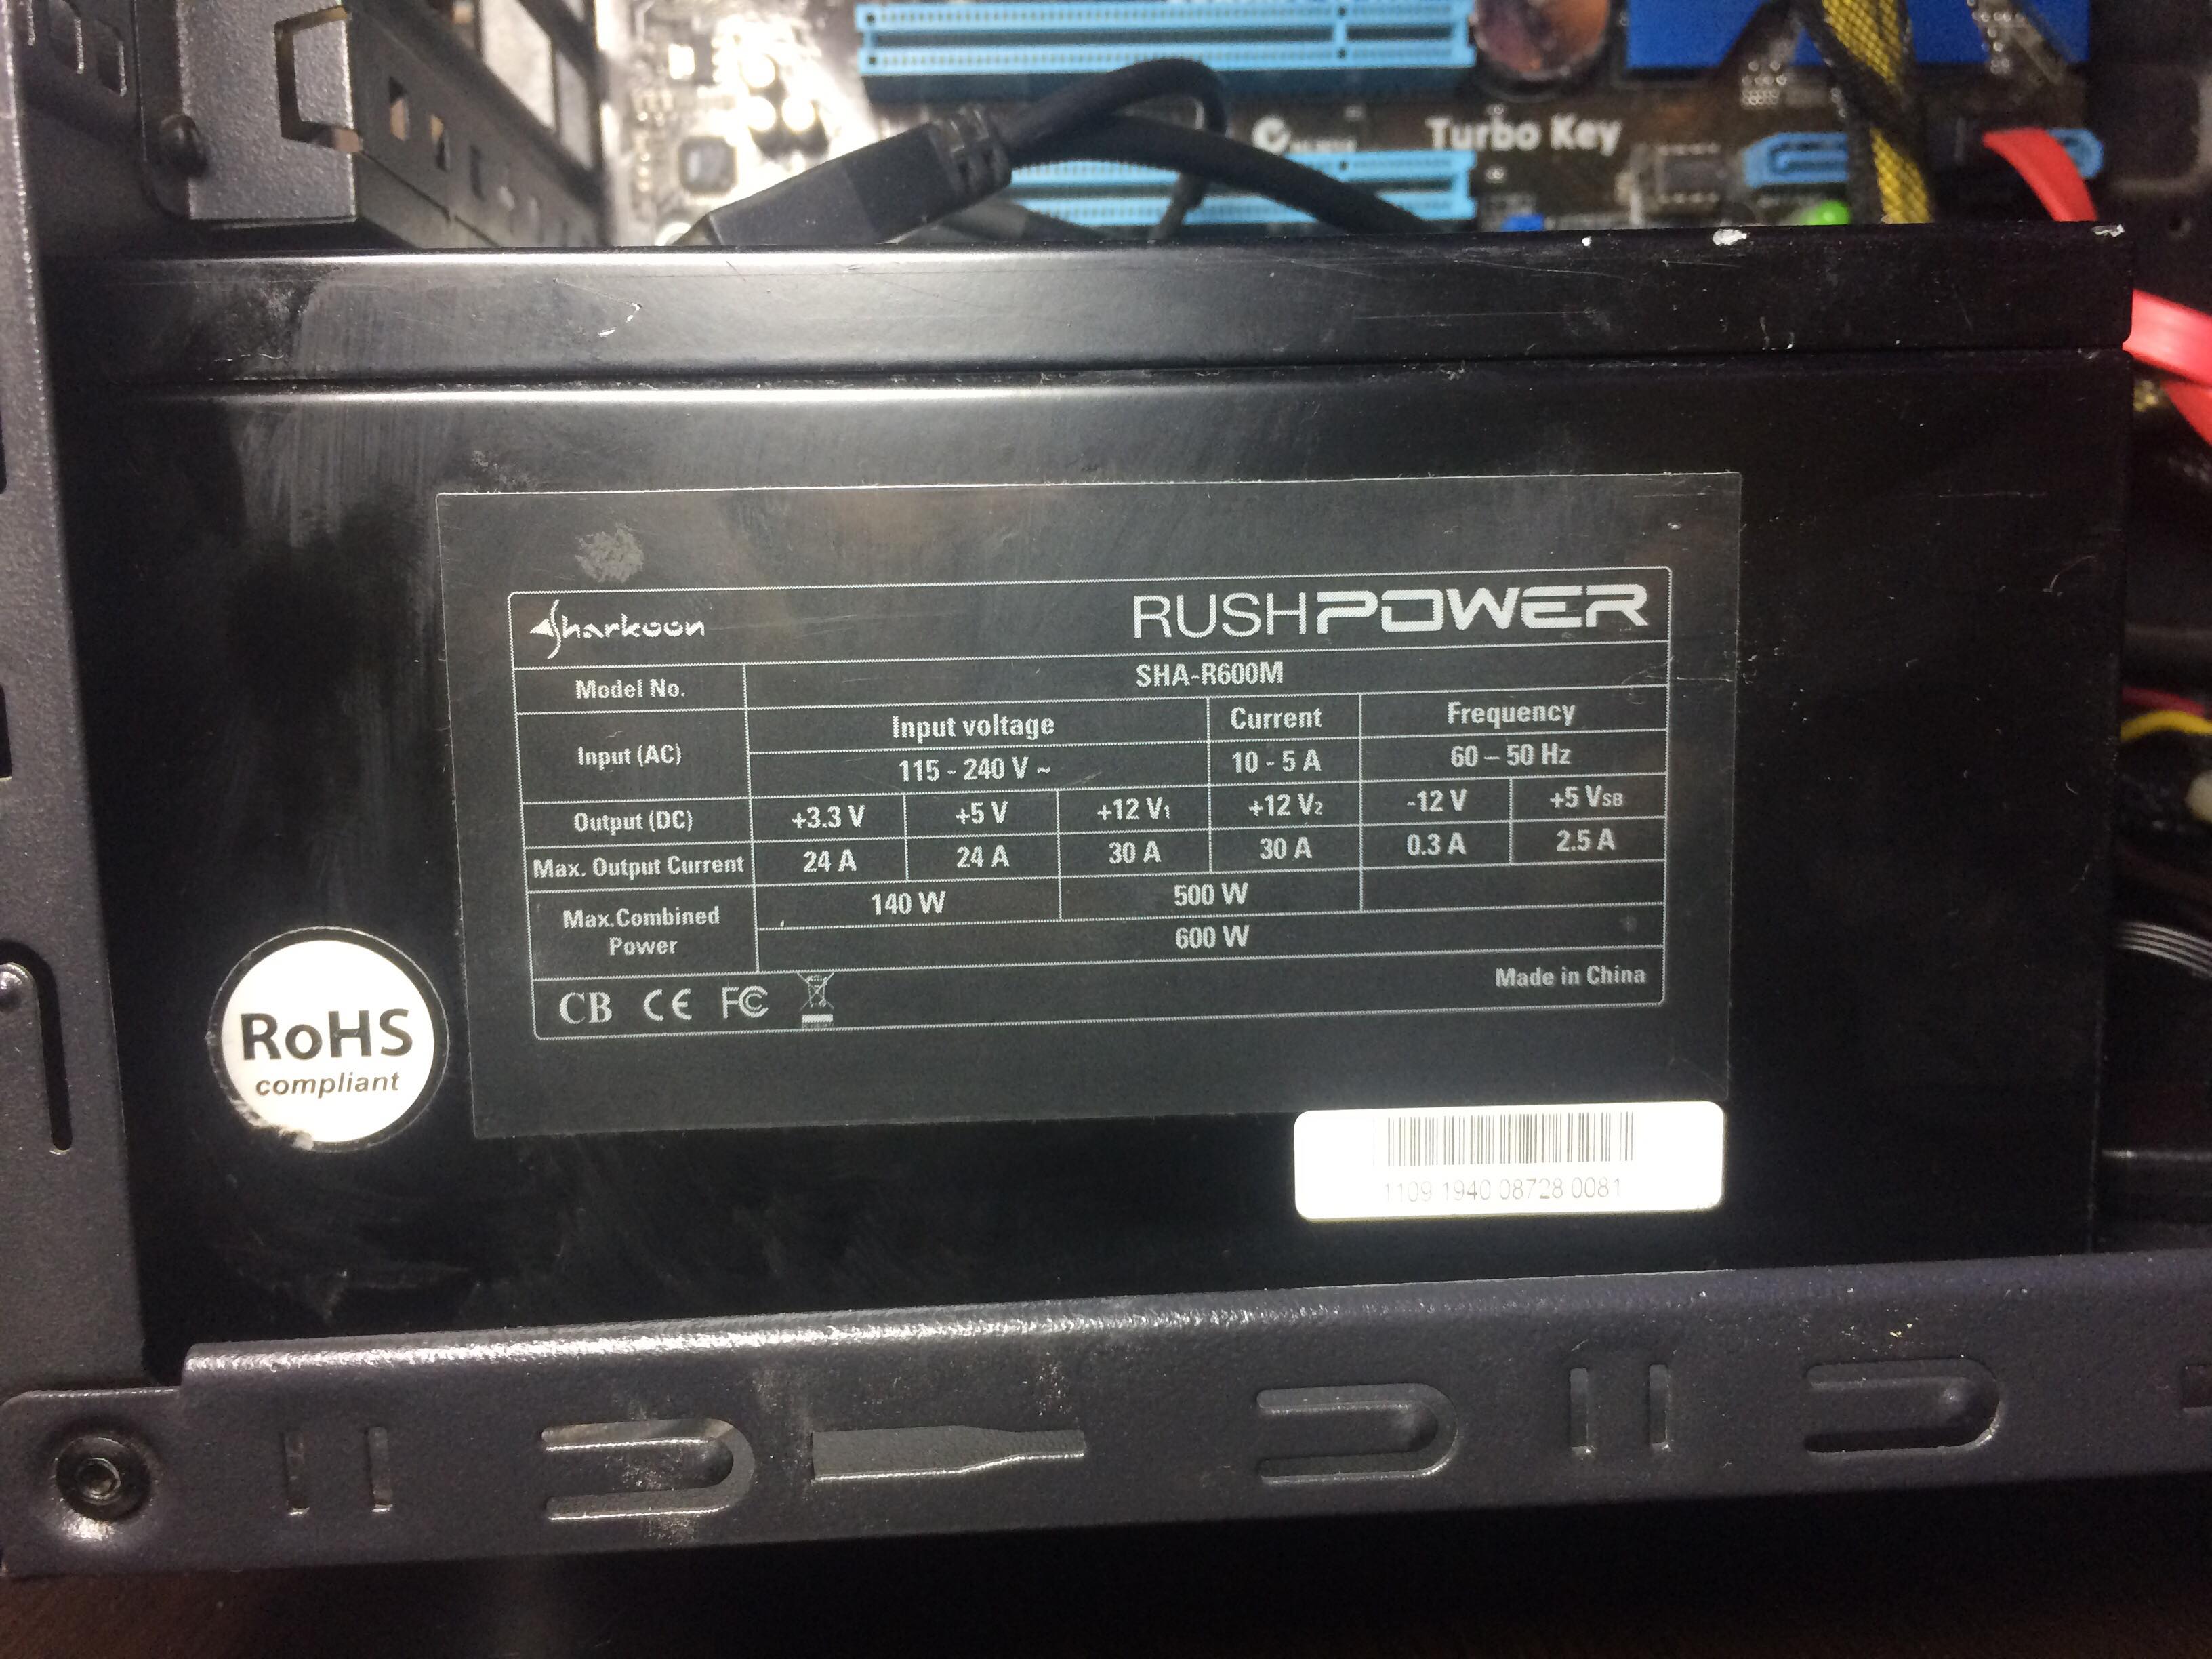 Turbo Key
Sharkoon
RUSHPOWER
Model No.
SHA-R600M
Input (AC)
Input voltage
Current
Frequency
115 - 240 V ~
10 - 5 A
60 – 50 Hz
Output (DC)
+3.3 V
+5 V
+12 V1
+12 V2
-12 V
+5 VSB
Max. Output Current
24 A
24 A
30 A
30 A
0.3 A
2.5 A
Max.Combined
Power
140 W
500 W
600 W
CB CE FC
Made in China
RoHS
compliant
1109 1940 08728 0081